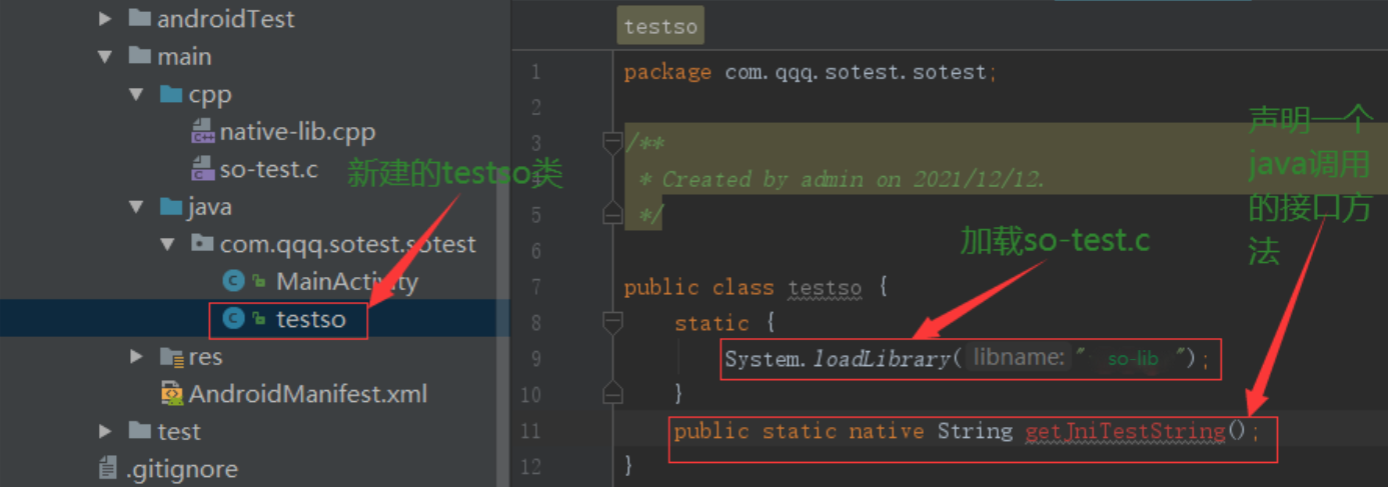 androidTest
main
cpp
native-lib.cpp
so-test.c
新建的testso类
java
com.qqq.sotest.sotest
MainActivity
testso
res
AndroidManifest.xml
test
.gitignore
testso
1 package com.qqq.sotest.sotest;
2
3 /**
* Created by admin on 2021/12/12.
5 */
6
7 public class testso {
8 static {
9 System.loadLibrary( libname: " so-lib ");
10 }
11 public static native String getJniTestString();
12 }
加载so-test.c
声明一个
java调用
的接口方
法